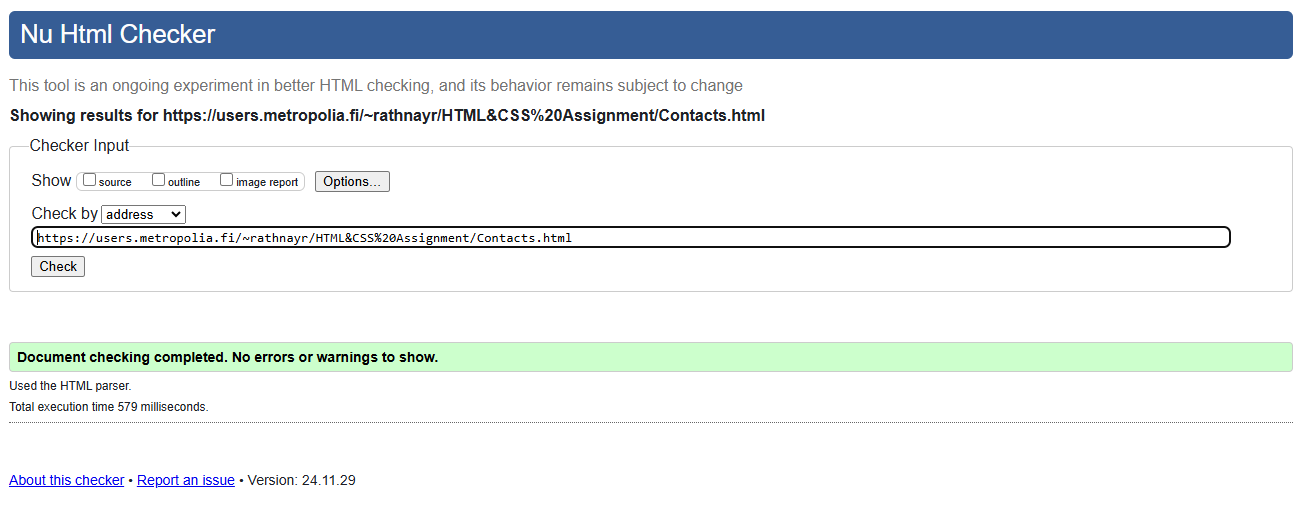 Nu Html Checker
This tool is an ongoing experiment in better HTML checking, and its behavior remains subject to change
Showing results for https://users.metropolia.fi/~rathnayr/HTML&CSS%20Assignment/Contacts.html
Checker Input
Show source outline image report Options...
Check by address
https://users.metropolia.fi/~rathnayr/HTML&CSS%20Assignment/Contacts.html
Check
Document checking completed. No errors or warnings to show.
Used the HTML parser.
Total execution time 579 milliseconds.
About this checker • Report an issue • Version: 24.11.29